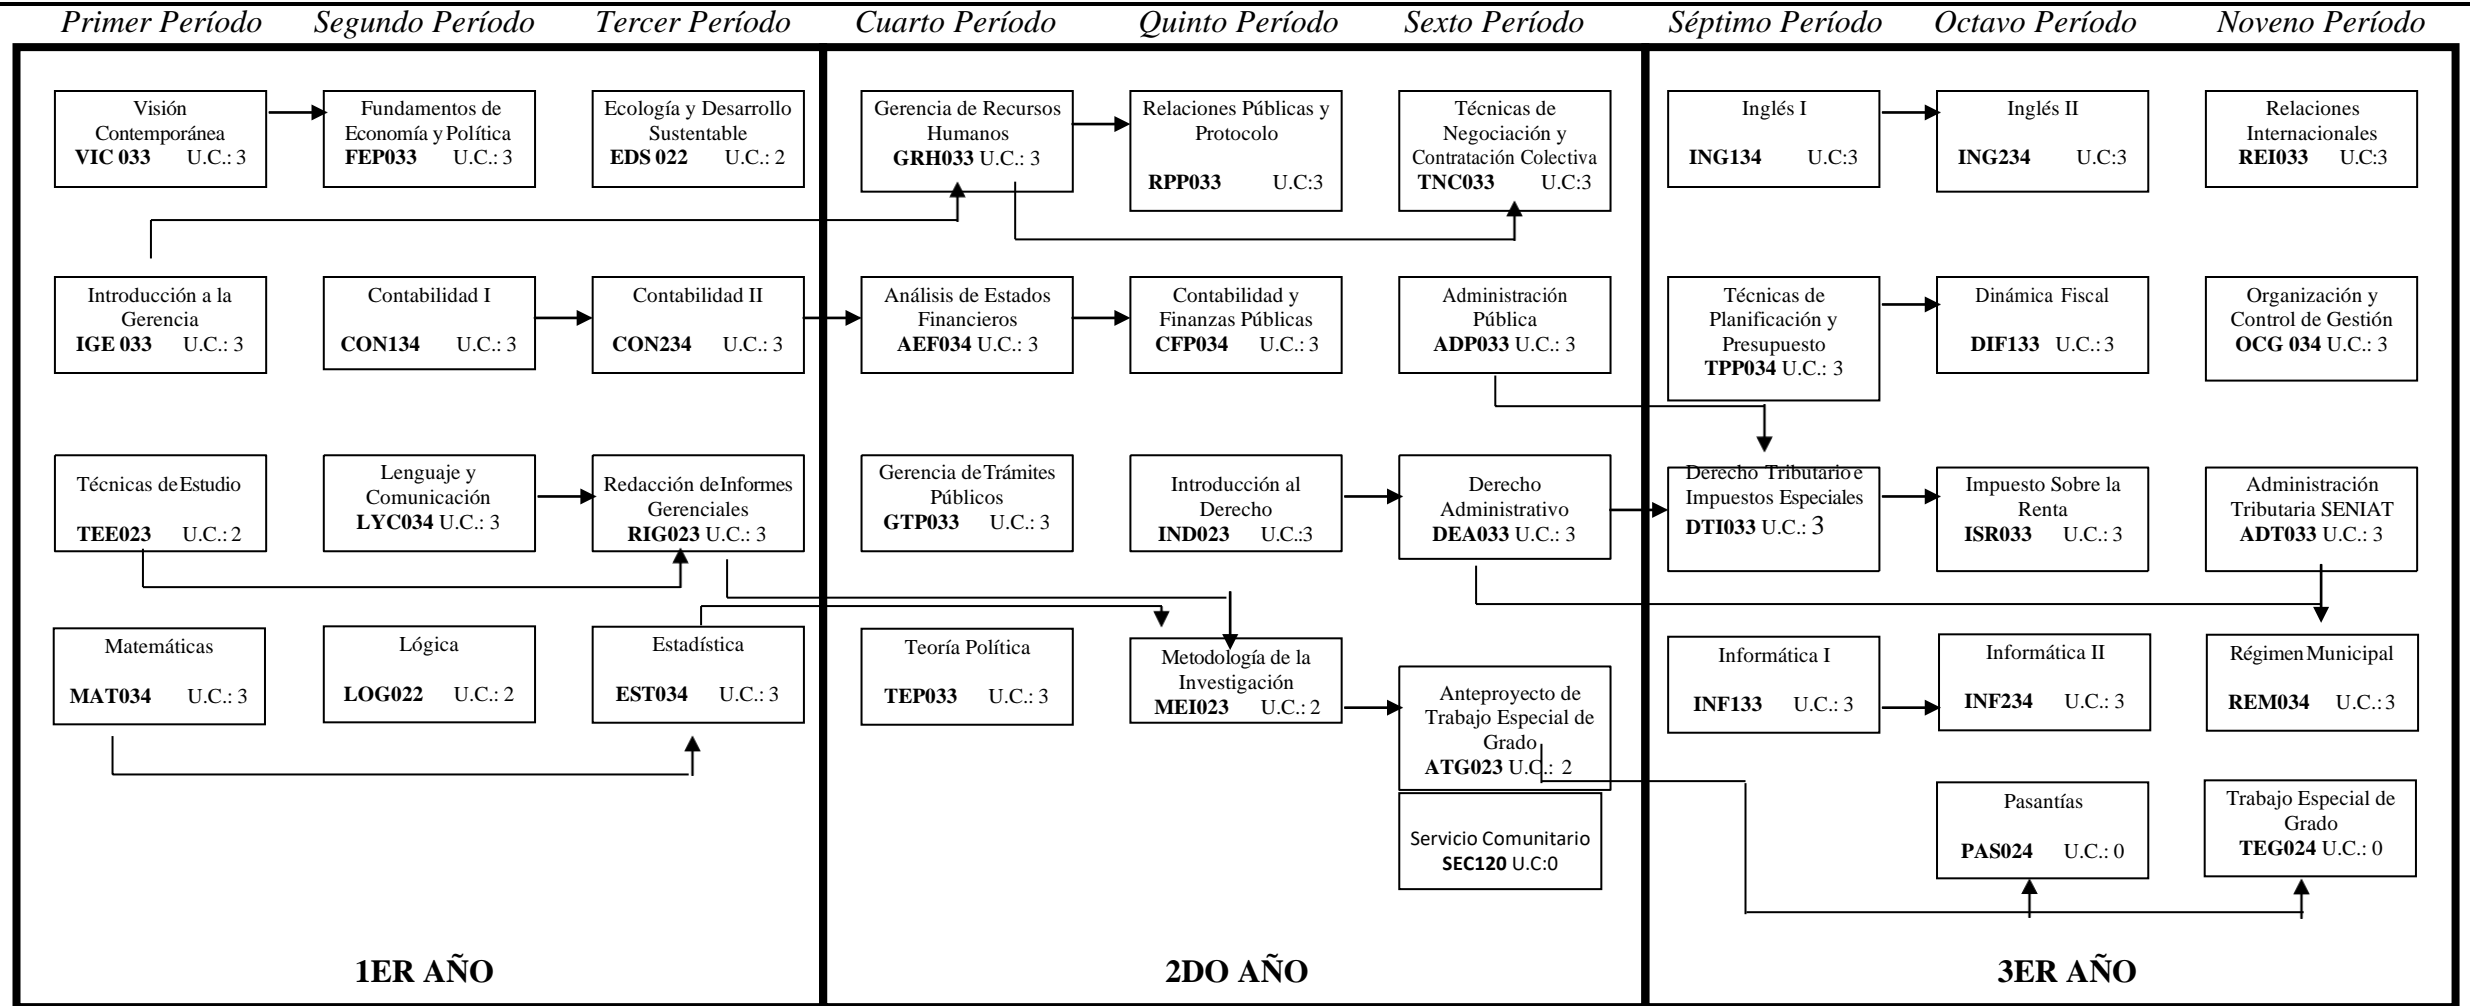 Primer Período
Segundo Período
Tercer Período
Cuarto Período
Quinto Período
Sexto Período
Séptimo Período
Octavo Período
Noveno Período
Visión
Contemporánea
VIC 033 U.C.: 3
Fundamentos de
Economía y Política
FEP033 U.C.: 3
Ecología y Desarrollo
Sustentable
EDS 022 U.C.: 2
Gerencia de Recursos
Humanos
GRH033 U.C.: 3
Relaciones Públicas y
Protocolo
RPP033 U.C:3
Técnicas de
Negociación y
Contratación Colectiva
TNC033 U.C:3
Inglés I
ING134 U.C:3
Inglés II
ING234 U.C:3
Relaciones
Internacionales
REI033 U.C:3
Introducción a la
Gerencia
IGE 033 U.C.: 3
Contabilidad I
CON134 U.C.: 3
Contabilidad II
CON234 U.C.: 3
Análisis de Estados
Financieros
AEF034 U.C.: 3
Contabilidad y
Finanzas Públicas
CFP034 U.C.: 3
Administración
Pública
ADP033 U.C.: 3
Técnicas de
Planificación y
Presupuesto
TPP034 U.C.: 3
Dinámica Fiscal
DIF133 U.C.: 3
Organización y
Control de Gestión
OCG 034 U.C.: 3
Técnicas de Estudio
TEE023 U.C.: 2
Lenguaje y
Comunicación
LYC034 U.C.: 3
Redacción de Informes
Gerenciales
RIG023 U.C.: 3
Gerencia de Trámites
Públicos
GTP033 U.C.: 3
Introducción al
Derecho
IND023 U.C.:3
Derecho
Administrativo
DEA033 U.C.: 3
Derecho Tributario e
Impuestos Especiales
DTI033 U.C.: 3
Impuesto Sobre la
Renta
ISR033 U.C.: 3
Administración
Tributaria SENIAT
ADT033 U.C.: 3
Matemáticas
MAT034 U.C.: 3
Lógica
LOG022 U.C.: 2
Estadística
EST034 U.C.: 3
Teoría Política
TEP033 U.C.: 3
Metodología de la
Investigación
MEI023 U.C.: 2
Anteproyecto de
Trabajo Especial de
Grado
ATG023 U.C.: 2
Informática I
INF133 U.C.: 3
Informática II
INF234 U.C.: 3
Régimen Municipal
REM034 U.C.: 3
Servicio Comunitario
SEC120 U.C:0
Pasantías
PAS024 U.C.: 0
Trabajo Especial de
Grado
TEG024 U.C.: 0
1ER AÑO
2DO AÑO
3ER AÑO